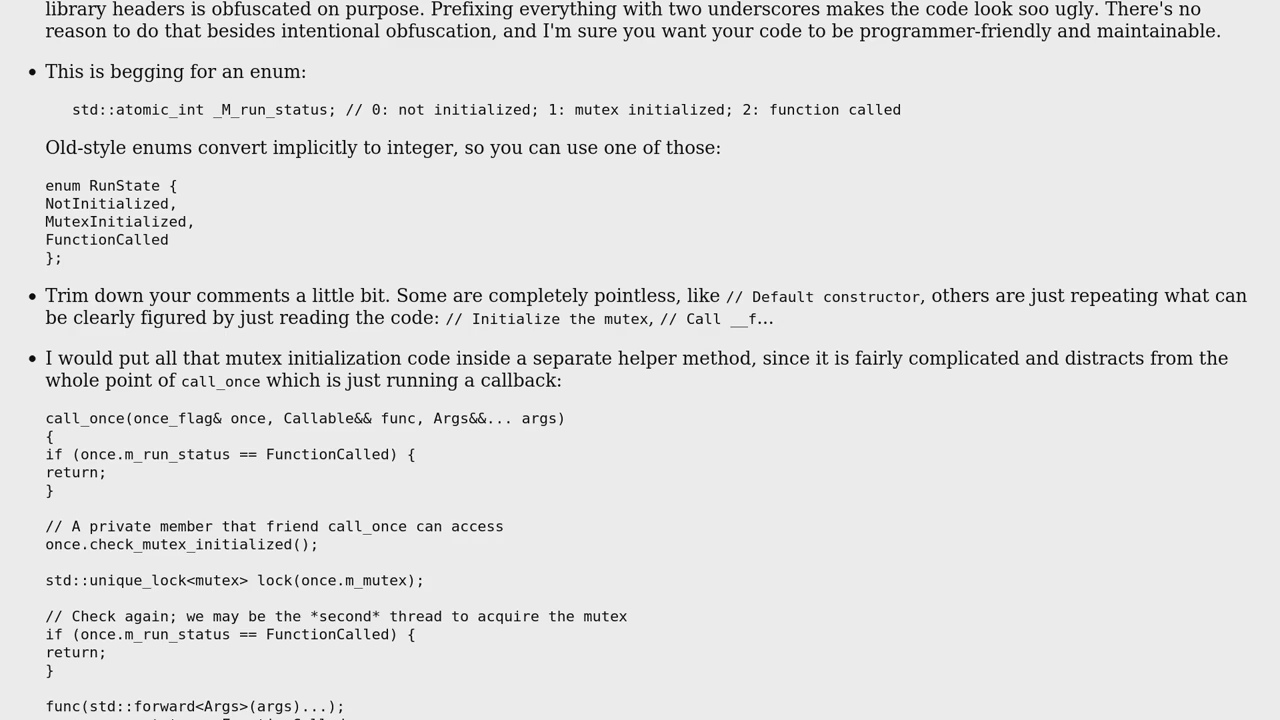 library headers is obfuscated on purpose. Prefixing everything with two underscores makes the code look soo ugly. There's no
reason to do that besides intentional obfuscation, and I'm sure you want your code to be programmer-friendly and maintainable.
• This is begging for an enum:
std::atomic_int _M_run_status; // 0: not initialized; 1: mutex initialized; 2: function called
Old-style enums convert implicitly to integer, so you can use one of those:
enum RunState {
NotInitialized,
MutexInitialized,
FunctionCalled
};
• Trim down your comments a little bit. Some are completely pointless, like // Default constructor, others are just repeating what can
be clearly figured by just reading the code: // Initialize the mutex, // Call __f...
• I would put all that mutex initialization code inside a separate helper method, since it is fairly complicated and distracts from the
whole point of call_once which is just running a callback:
call_once(once_flag& once, Callable&& func, Args&&... args)
{
if (once.m_run_status == FunctionCalled) {
return;
}
// A private member that friend call_once can access
once.check_mutex_initialized();
std::unique_lock<mutex> lock(once.m_mutex);
// Check again; we may be the *second* thread to acquire the mutex
if (once.m_run_status == FunctionCalled) {
return;
}
func(std::forward<Args>(args)...);